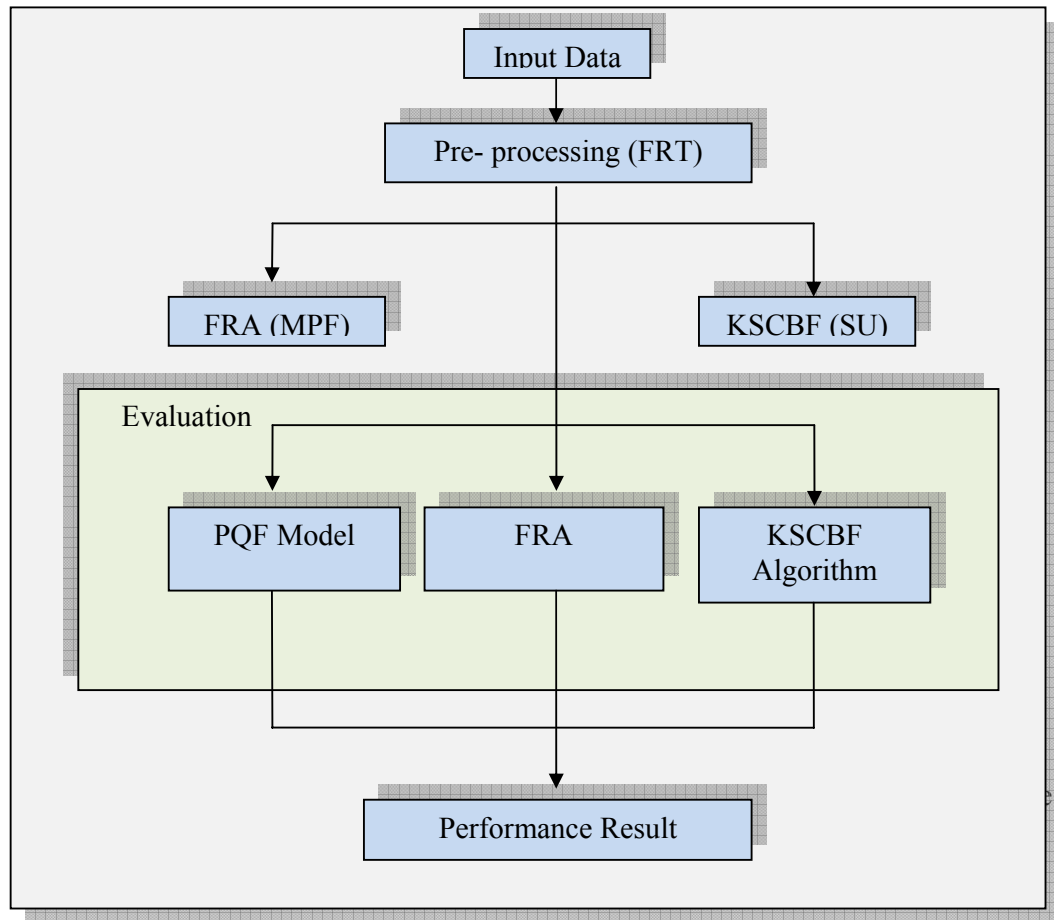 Input Data
Pre- processing (FRT)
FRA (MPF)
KSCBF (SU)
Evaluation
PQF Model
FRA
KSCBF
Algorithm
Performance Result